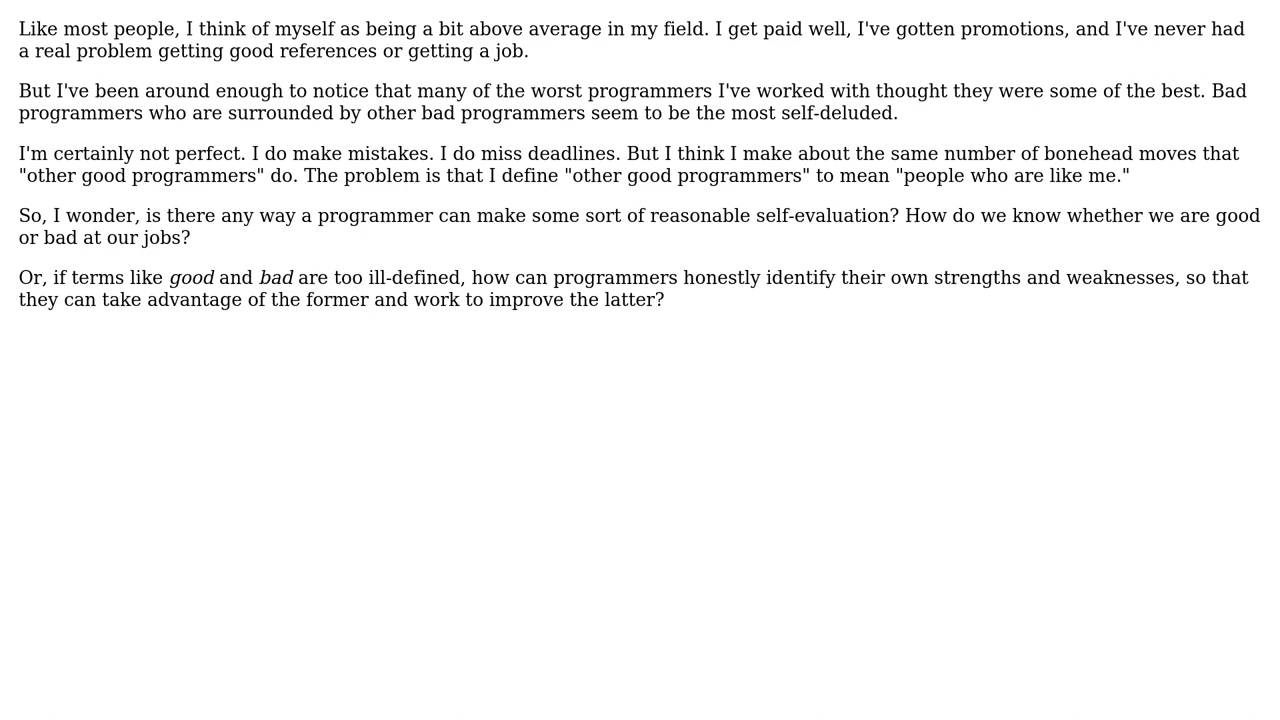 Like most people, I think of myself as being a bit above average in my field. I get paid well, I've gotten promotions, and I've never had
a real problem getting good references or getting a job.
But I've been around enough to notice that many of the worst programmers I've worked with thought they were some of the best. Bad
programmers who are surrounded by other bad programmers seem to be the most self-deluded.
I'm certainly not perfect. I do make mistakes. I do miss deadlines. But I think I make about the same number of bonehead moves that
"other good programmers" do. The problem is that I define "other good programmers" to mean "people who are like me."
So, I wonder, is there any way a programmer can make some sort of reasonable self-evaluation? How do we know whether we are good
or bad at our jobs?
Or, if terms like good and bad are too ill-defined, how can programmers honestly identify their own strengths and weaknesses, so that
they can take advantage of the former and work to improve the latter?